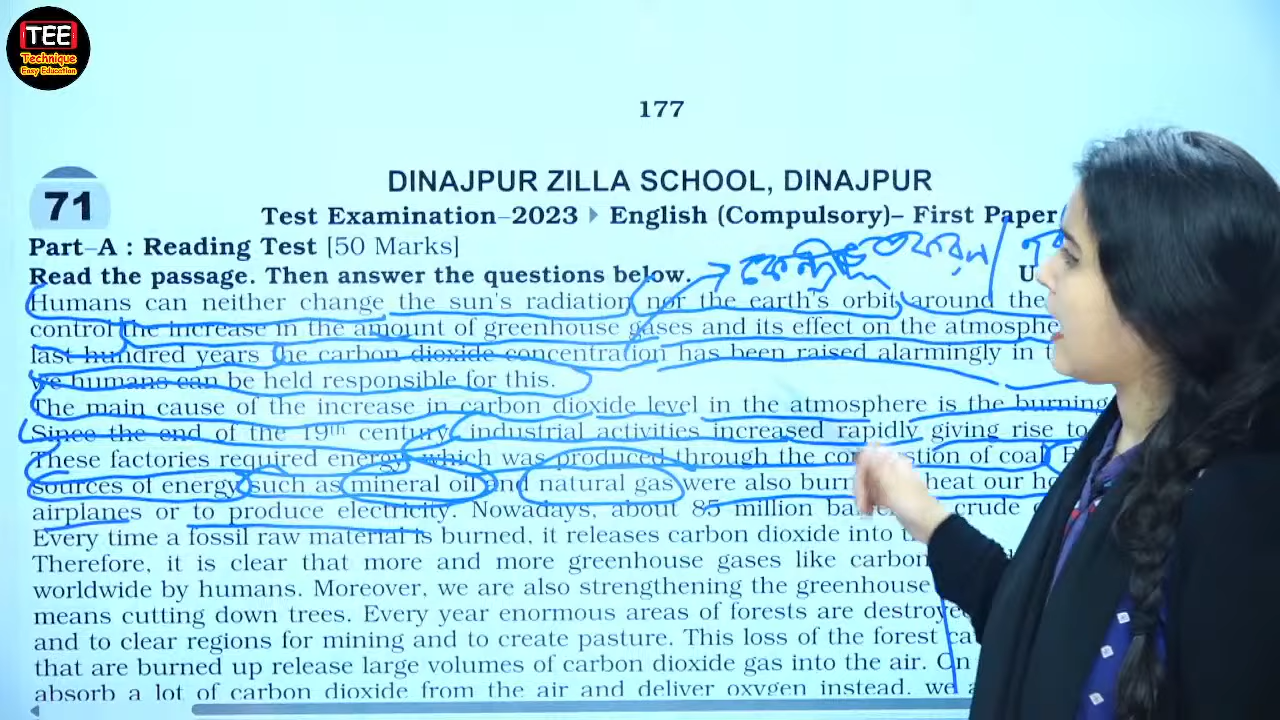 TEE
Technique
Easy Education
177
71
DINAJPUR ZILLA SCHOOL, DINAJPUR
Test Examination–2023 ▸ English (Compulsory)– First Paper
Part–A : Reading Test [50 Marks]
Read the passage. Then answer the questions below.
Humans can neither change the sun's radiation nor the earth's orbit around the
control the increase in the amount of greenhouse gases and its effect on the
last hundred years the carbon dioxide concentration has been raised alarmingly in
we humans can be held responsible for this.
The main cause of the increase in carbon dioxide level in the atmosphere is the burning
Since the end of the 19th century, industrial activities increased rapidly giving rise to
These factories required energy, which was produced through the of coal
sources of energy such as mineral oil and natural gas were also heat our
airplanes or to produce electricity. Nowadays, about 85 million crude
Every time a fossil raw material is burned, it releases carbon dioxide into
Therefore, it is clear that more and more greenhouse gases like carbon
worldwide by humans. Moreover, we are also strengthening the greenhouse
means cutting down trees. Every year enormous areas of forests are
and to clear regions for mining and to create pasture. This loss of the forest
that are burned up release large volumes of carbon dioxide gas into the air. On
absorb a lot of carbon dioxide from the air and deliver oxygen instead. we